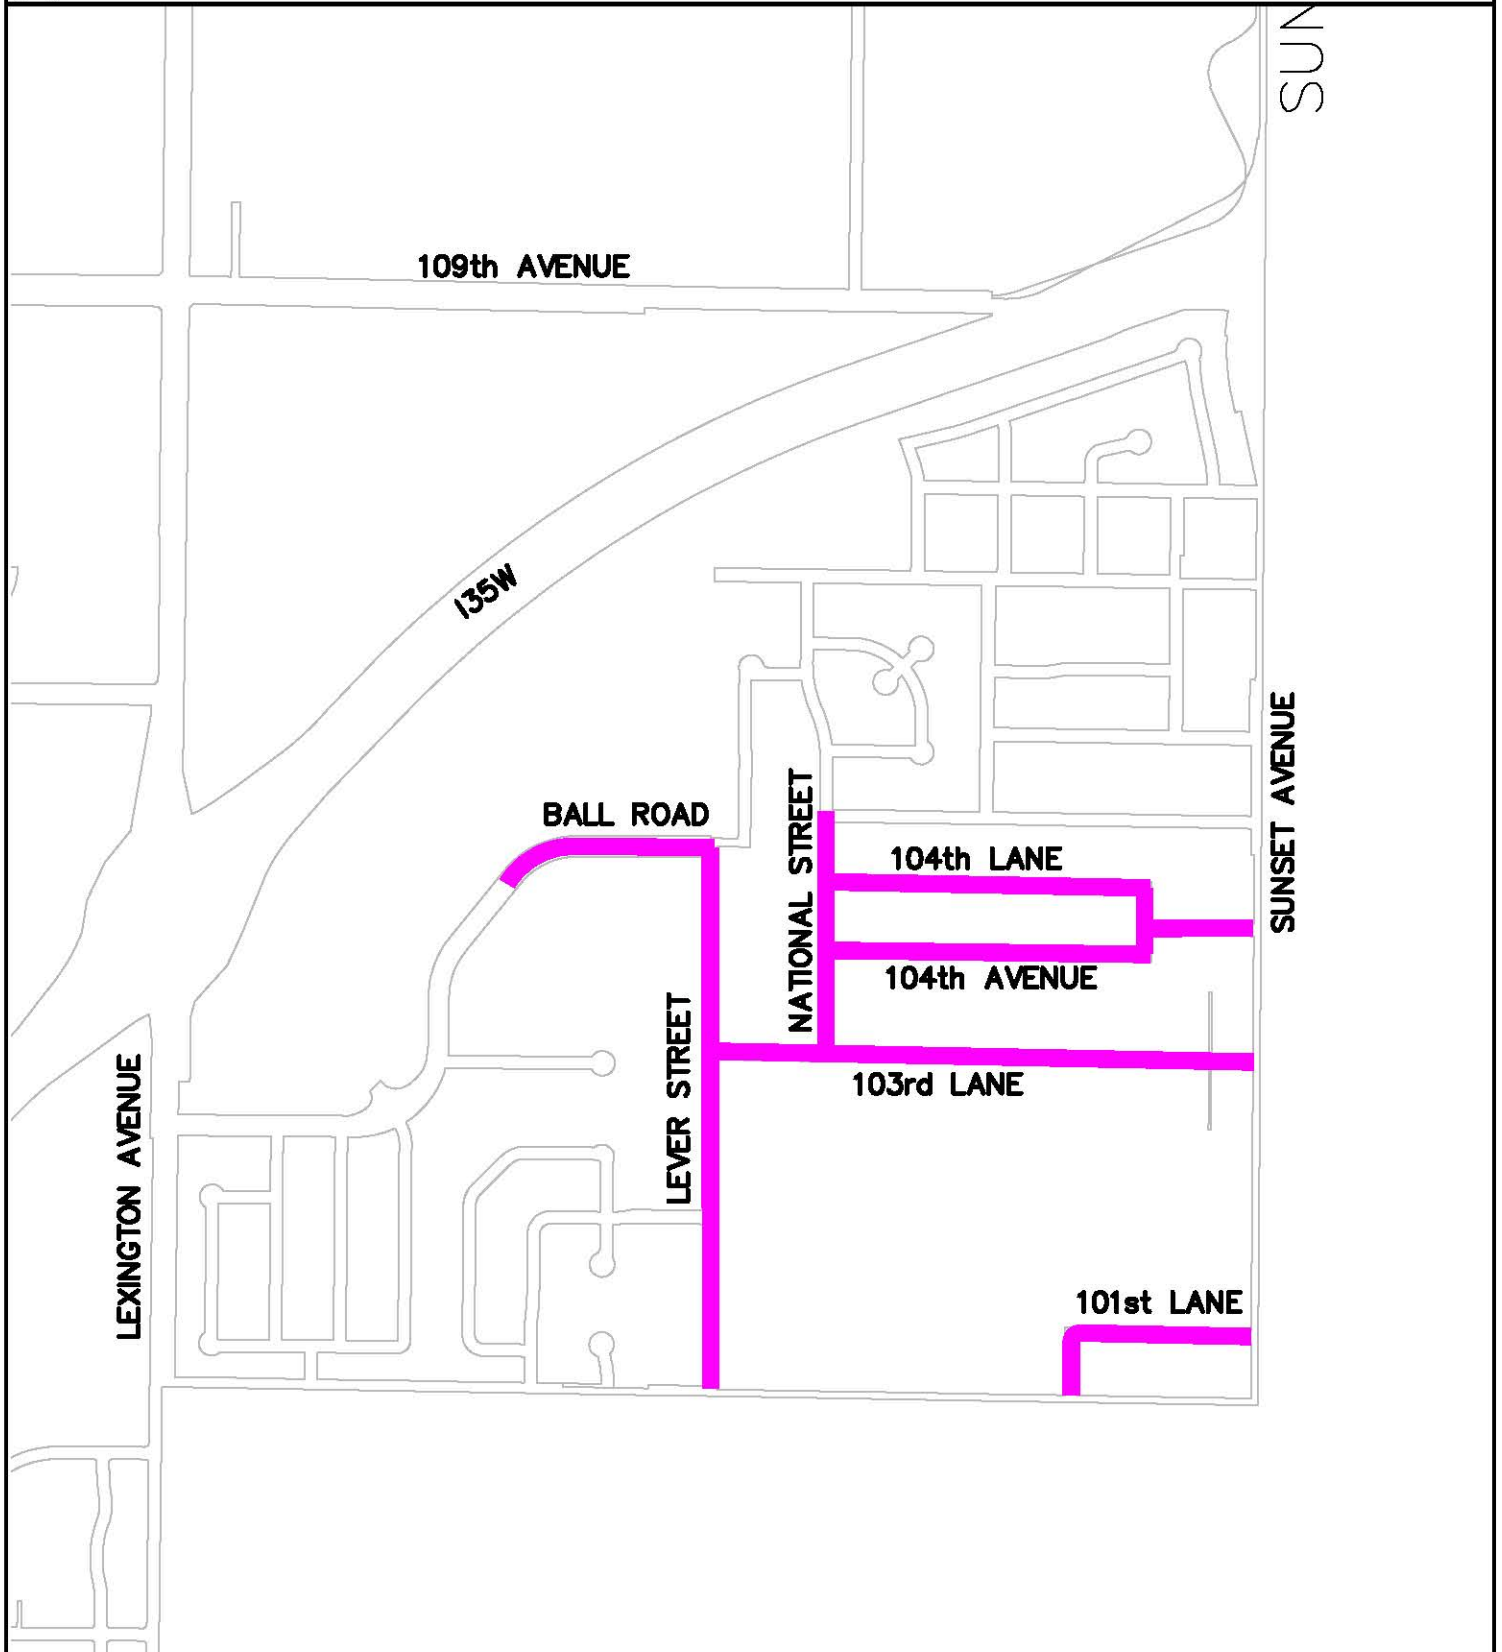 SUN
109th AVENUE
I35W
SUNSET AVENUE
BALL ROAD
NATIONAL STREET
104th LANE
104th AVENUE
LEVER STREET
103rd LANE
LEXINGTON AVENUE
101st LANE